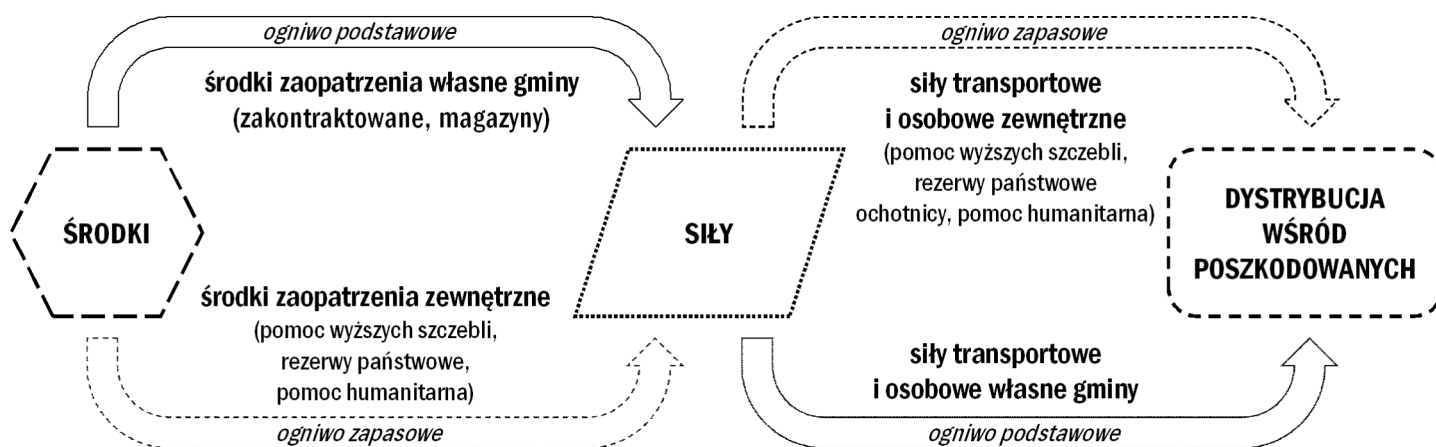 ogniwo podstawowe
środki zaopatrzenia własne gminy
(zakontraktowane, magazyny)
ŚRODKI
środki zaopatrzenia zewnętrzne
(pomoc wyższych szczebli,
rezerwy państwowe,
pomoc humanitarna)
ogniwo zapasowe
SIŁY
ogniwo zapasowe
siły transportowe
i osobowe zewnętrzne
(pomoc wyższych szczebli,
rezerwy państwowe
ochotnicy, pomoc humanitarna)
siły transportowe
i osobowe własne gminy
ogniwo podstawowe
DYSTRYBUCJA
WŚRÓD
POSZKODOWANYCH